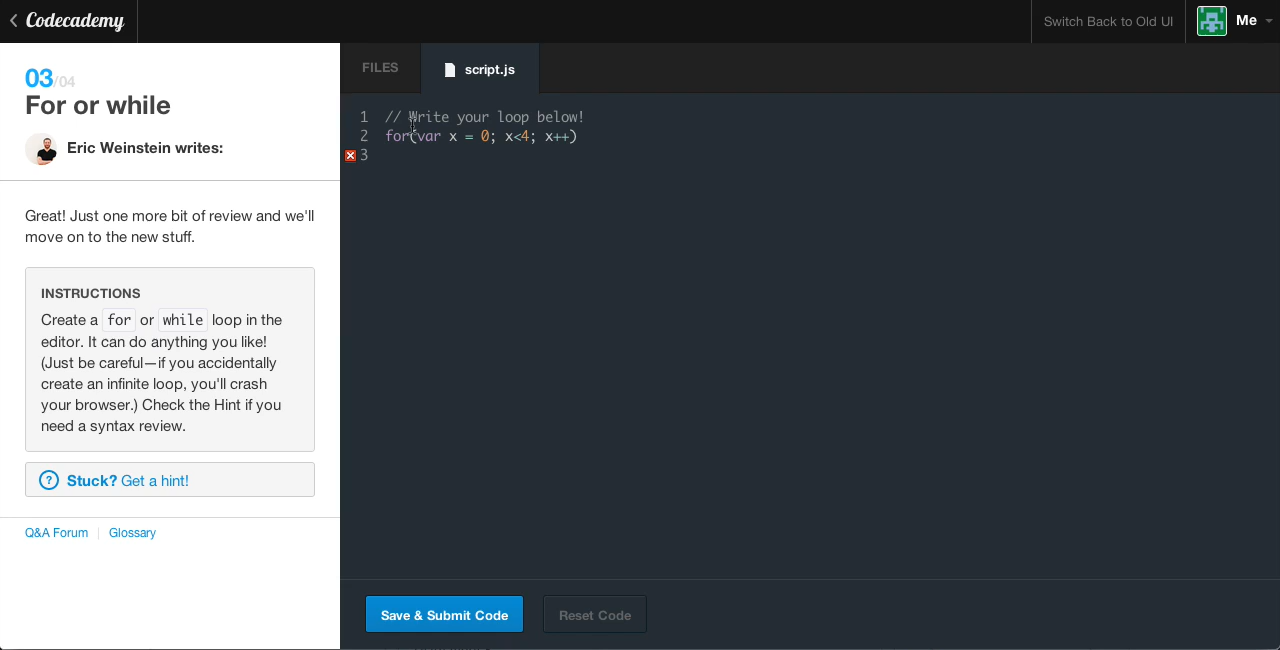 Codecademy
Switch Back to Old UI
Me
03/04
For or while
Eric Weinstein writes:
Great! Just one more bit of review and we'll
move on to the new stuff.
INSTRUCTIONS
Create a for or while loop in the
editor. It can do anything you like!
(Just be careful—if you accidentally
create an infinite loop, you'll crash
your browser.) Check the Hint if you
need a syntax review.
? Stuck? Get a hint!
Q&A Forum | Glossary
FILES
script.js
1 // Write your loop below!
2 for(var x = 0; x<4; x++)
3
Save & Submit Code
Reset Code